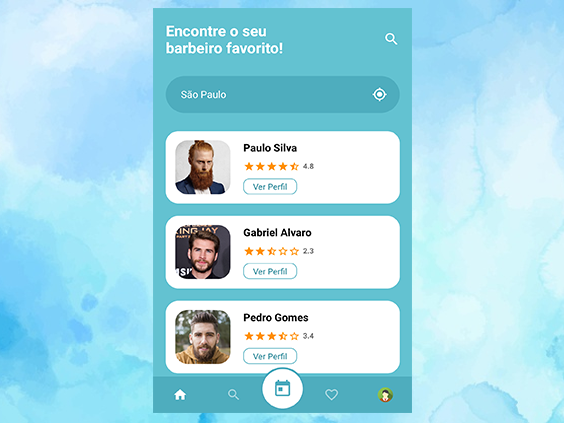 Encontre o seu
barbeiro favorito!
São Paulo
Paulo Silva
4.8
Ver Perfil
Gabriel Alvaro
2.3
Ver Perfil
Pedro Gomes
3.4
Ver Perfil